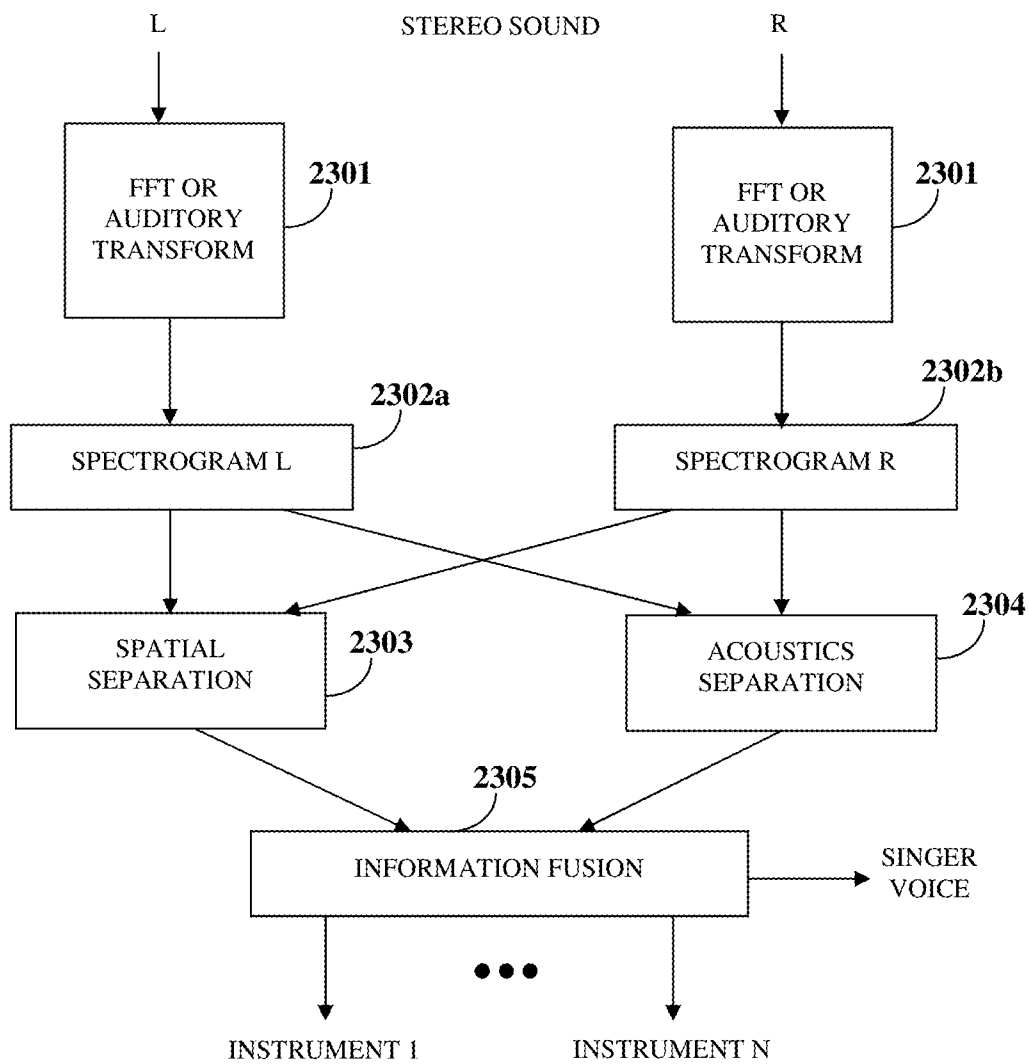 L STEREO SOUND R
2301 2301
FFT OR
AUDITORY
TRANSFORM
FFT OR
AUDITORY
TRANSFORM
2302a 2302b
SPECTROGRAM L SPECTROGRAM R
2303
SPATIAL
SEPARATION
2304
ACOUSTICS
SEPARATION
2305
INFORMATION FUSION
SINGER
VOICE
INSTRUMENT 1 INSTRUMENT N